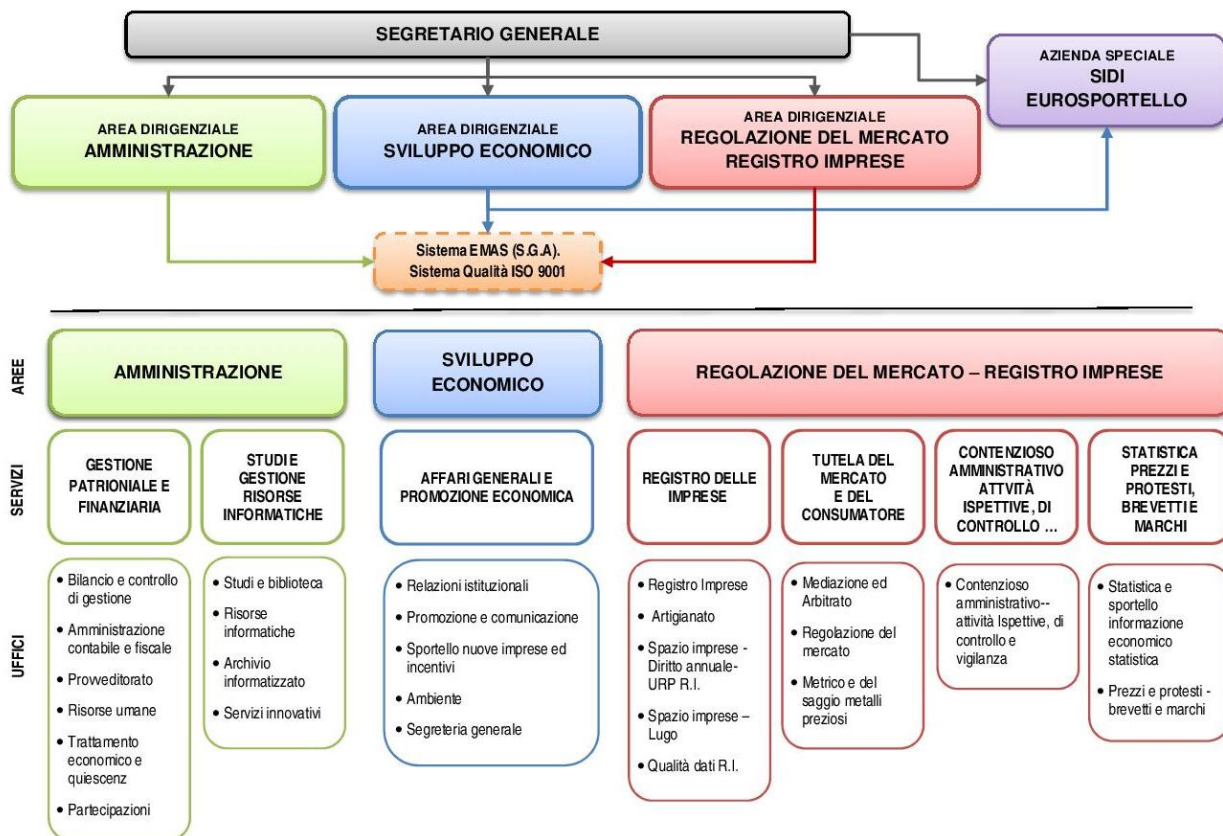 SEGRETARIO GENERALE
AZIENDA SPECIALE
SIDI
EUROSPORTELLO
AREA DIRIGENZIALE
AMMINISTRAZIONE
AREA DIRIGENZIALE
SVILUPPO ECONOMICO
AREA DIRIGENZIALE
REGOLAZIONE DEL MERCATO
REGISTRO IMPRESE
Sistema EMAS (S.G.A).
Sistema Qualità ISO 9001
AREE
AMMINISTRAZIONE
SVILUPPO
ECONOMICO
REGOLAZIONE DEL MERCATO – REGISTRO IMPRESE
SERVIZI
GESTIONE
PATRONIALE E
FINANZIARIA
STUDI E
GESTIONE
RISORSE
INFORMATICHE
AFFARI GENERALI E
PROMOZIONE ECONOMICA
REGISTRO DELLE
IMPRESE
TUTELA DEL
MERCATO
E DEL
CONSUMATORE
CONTENZIOSO
AMMINISTRATIVO
ATTVITÀ
ISPETTIVE, DI
CONTROLLO ...
STATISTICA
PREZZI E
PROTESTI,
BREVETTI E
MARCHI
UFFICI
• Bilancio e controllo
di gestione
• Amministrazione
contabile e fiscale
• Provveditorato
• Risorse umane
• Trattamento
economico e
quiescenz
• Partecipazioni
• Studi e biblioteca
• Risorse
informatiche
• Archivio
informatizzato
• Servizi innovativi
• Relazioni istituzionali
• Promozione e comunicazione
• Sportello nuove imprese ed
incentivi
• Ambiente
• Segreteria generale
• Registro Imprese
• Artigianato
• Spazio imprese -
Diritto annuale-
URP R.I.
• Spazio imprese –
Lugo
• Qualità dati R.I.
• Mediazione ed
Arbitrato
• Regolazione del
mercato
• Metrico e del
saggio metalli
preziosi
• Contenzioso
amministrativo--
attività Ispettive, di
controllo e
vigilanza
• Statistica e
sportello
informazione
economico
statistica
• Prezzi e protesti -
brevetti e marchi